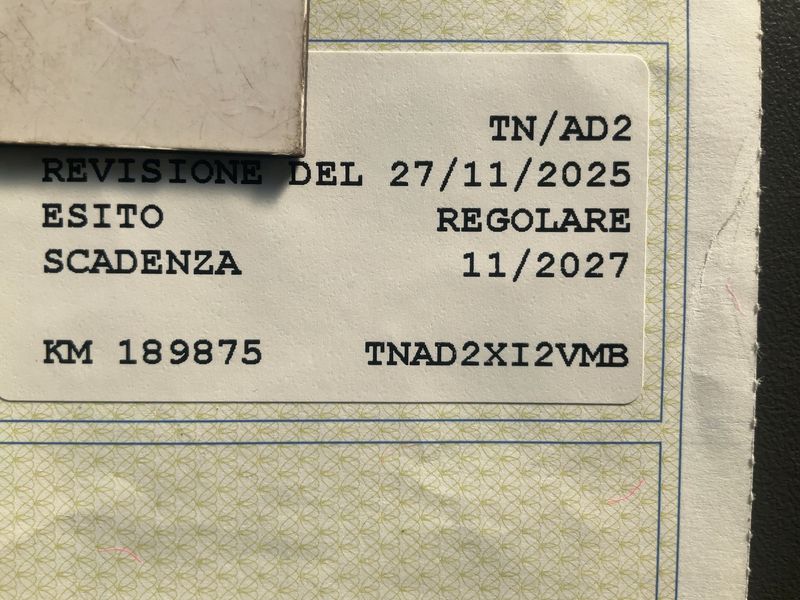 TN/AD2
REVISIONE DEL 27/11/2025
ESITO REGOLARE
SCADENZA 11/2027
KM 189875 TNAD2XI2VMB